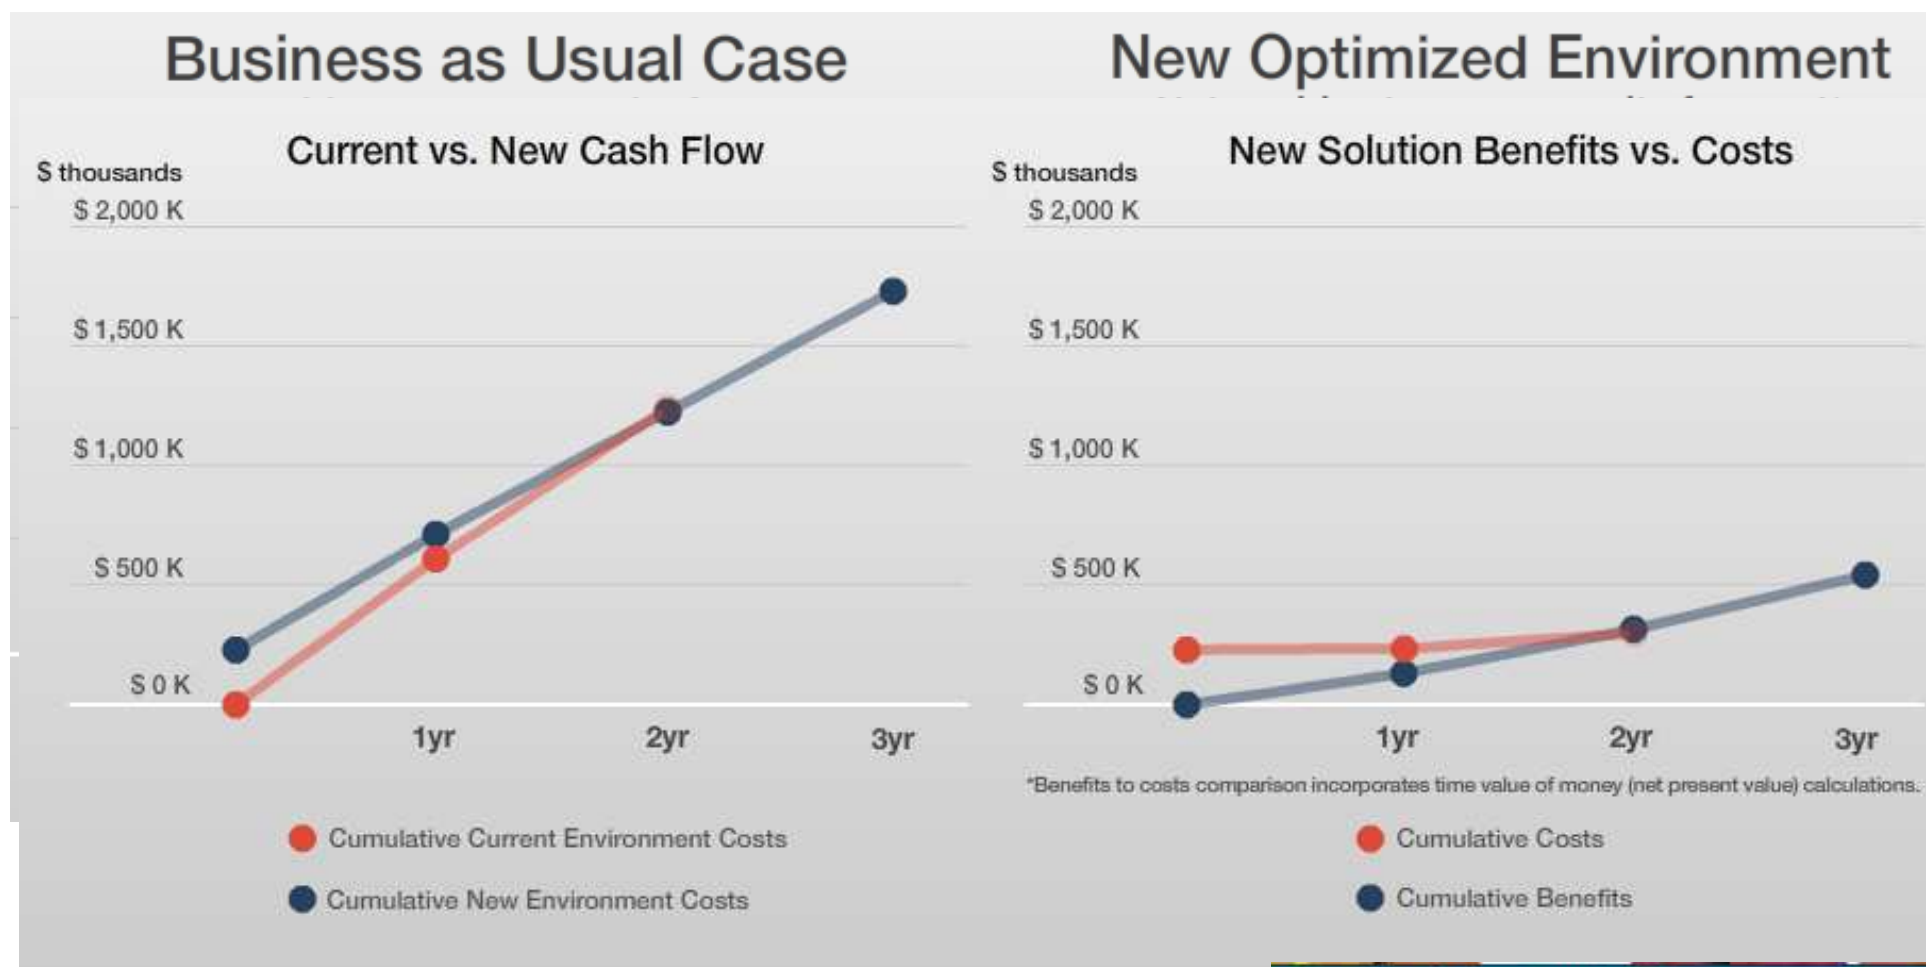 Business as Usual Case
Current vs. New Cash Flow
$ thousands
$ 2,000 K
$ 1,500 K
$ 1,000 K
$ 500 K
$ 0 K
1yr
2yr
3yr
Cumulative Current Environment Costs
Cumulative New Environment Costs
New Optimized Environment
New Solution Benefits vs. Costs
$ thousands
$ 2,000 K
$ 1,500 K
$ 1,000 K
$ 500 K
$ 0 K
1yr
2yr
3yr
*Benefits to costs comparison incorporates time value of money (net present value) calculations.
Cumulative Costs
Cumulative Benefits